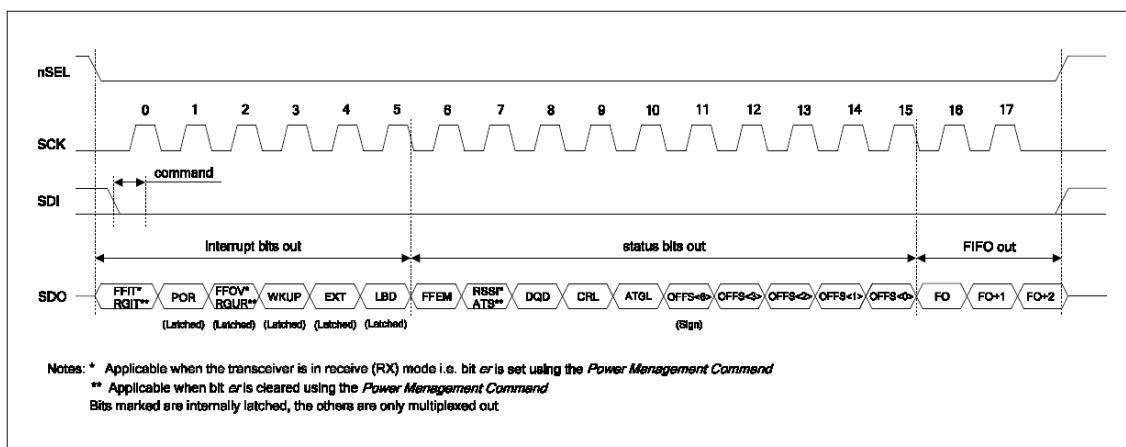 nSEL
0 1 2 3 4 5 6 7 8 9 10 11 12 13 14 15 16 17
SCK
command
SDI
interrupt bits out status bits out FIFO out
SDO
FFIT*
RGIT**
POR
FFOV*
RGUR**
WKUP
EXT
LBD
FFEM
RSSI*
ATS**
DQD
CRL
ATGL
OFFS<6>
OFFS<3>
OFFS<2>
OFFS<1>
OFFS<0>
FO
FO+1
FO+2
(Latched) (Latched) (Latched) (Latched) (Latched) (Sign)
Notes: * Applicable when the transceiver is in receive (RX) mode i.e. bit er is set using the Power Management Command
** Applicable when bit er is cleared using the Power Management Command
Bits marked are internally latched, the others are only multiplexed out